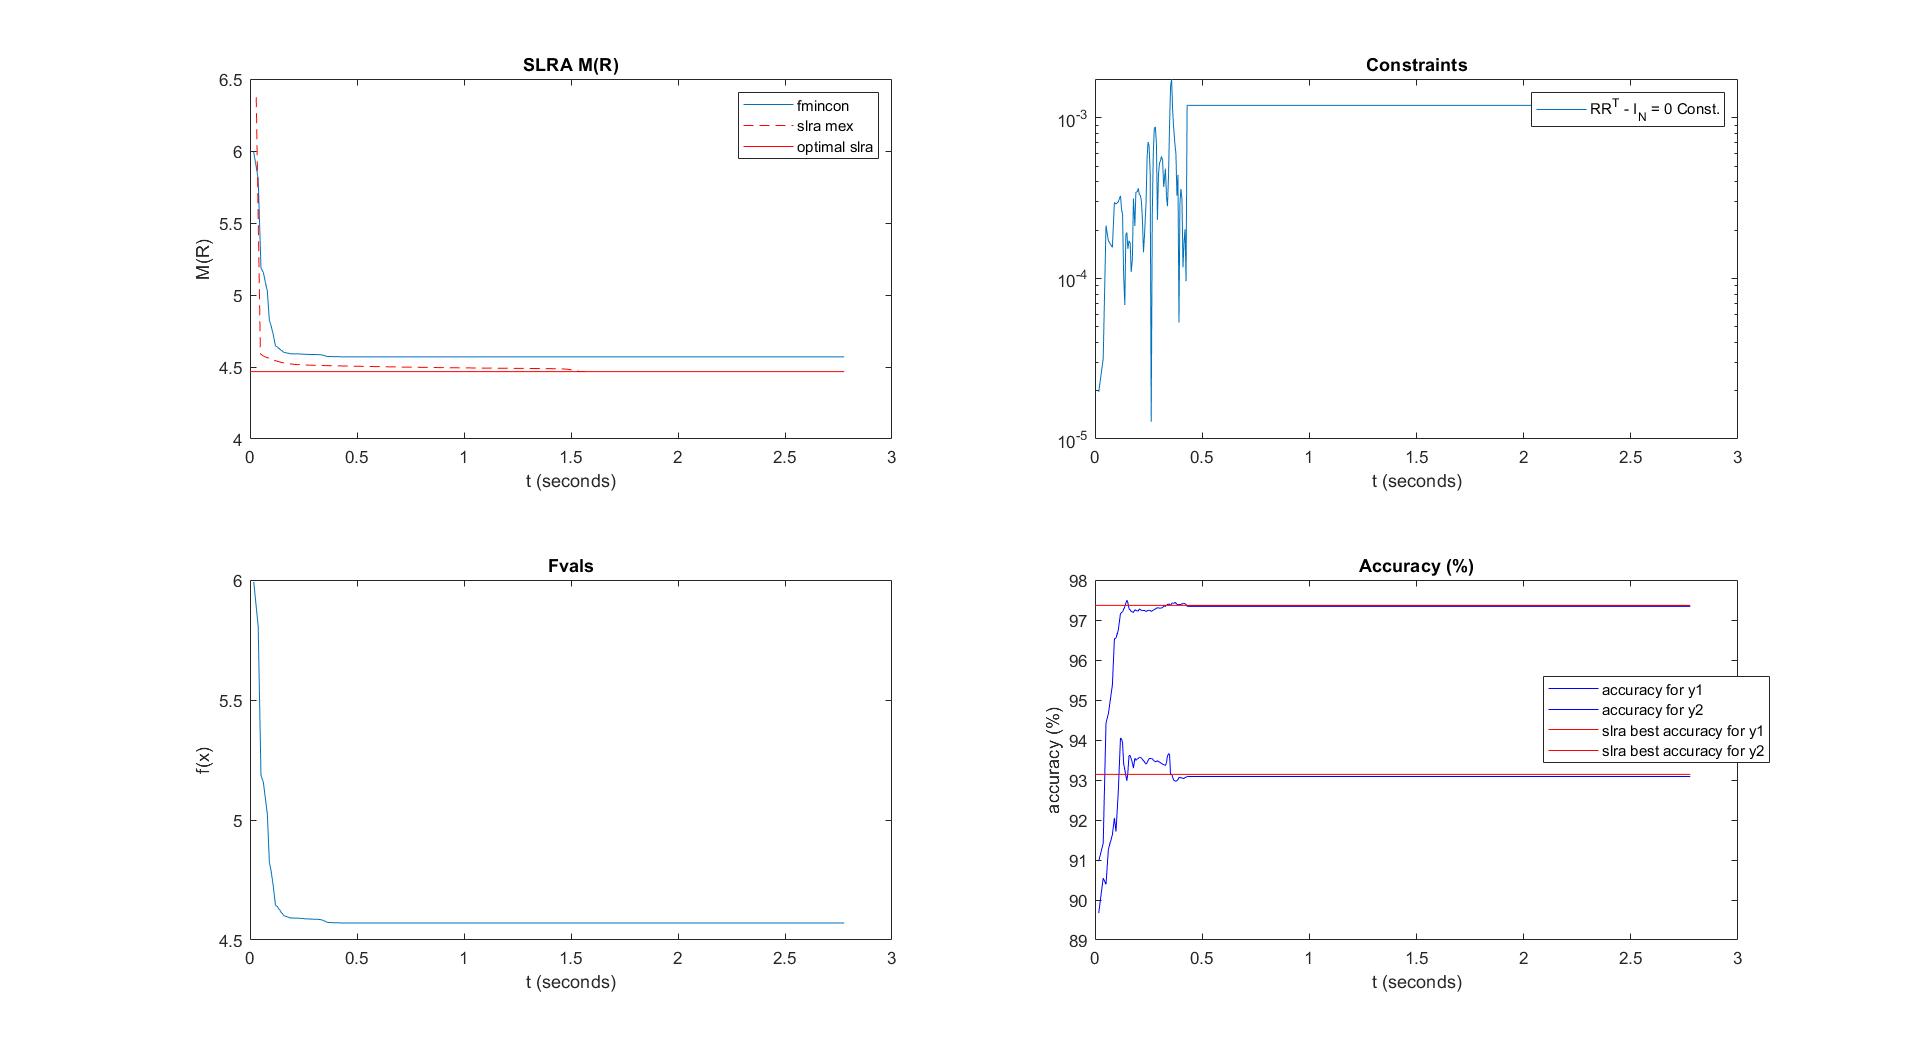 SLRA M(R)
6.5
6
5.5
5
4.5
4
M(R)
fmincon
slra mex
optimal slra
0 0.5 1 1.5 2 2.5 3
t (seconds)
Constraints
10^-3
10^-4
10^-5
RR^T - I_N = 0 Const.
0 0.5 1 1.5 2 2.5 3
t (seconds)
Fvals
6
5.5
5
4.5
f(x)
0 0.5 1 1.5 2 2.5 3
t (seconds)
Accuracy (%)
98
97
96
95
94
93
92
91
90
89
accuracy (%)
accuracy for y1
accuracy for y2
slra best accuracy for y1
slra best accuracy for y2
0 0.5 1 1.5 2 2.5 3
t (seconds)